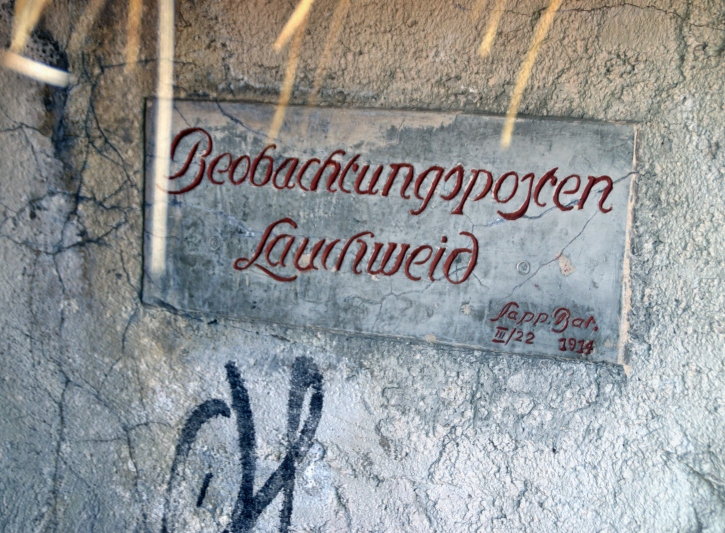 Beobachtungsposten
Lauchweid
Sapp. Bat.
III/22 1914